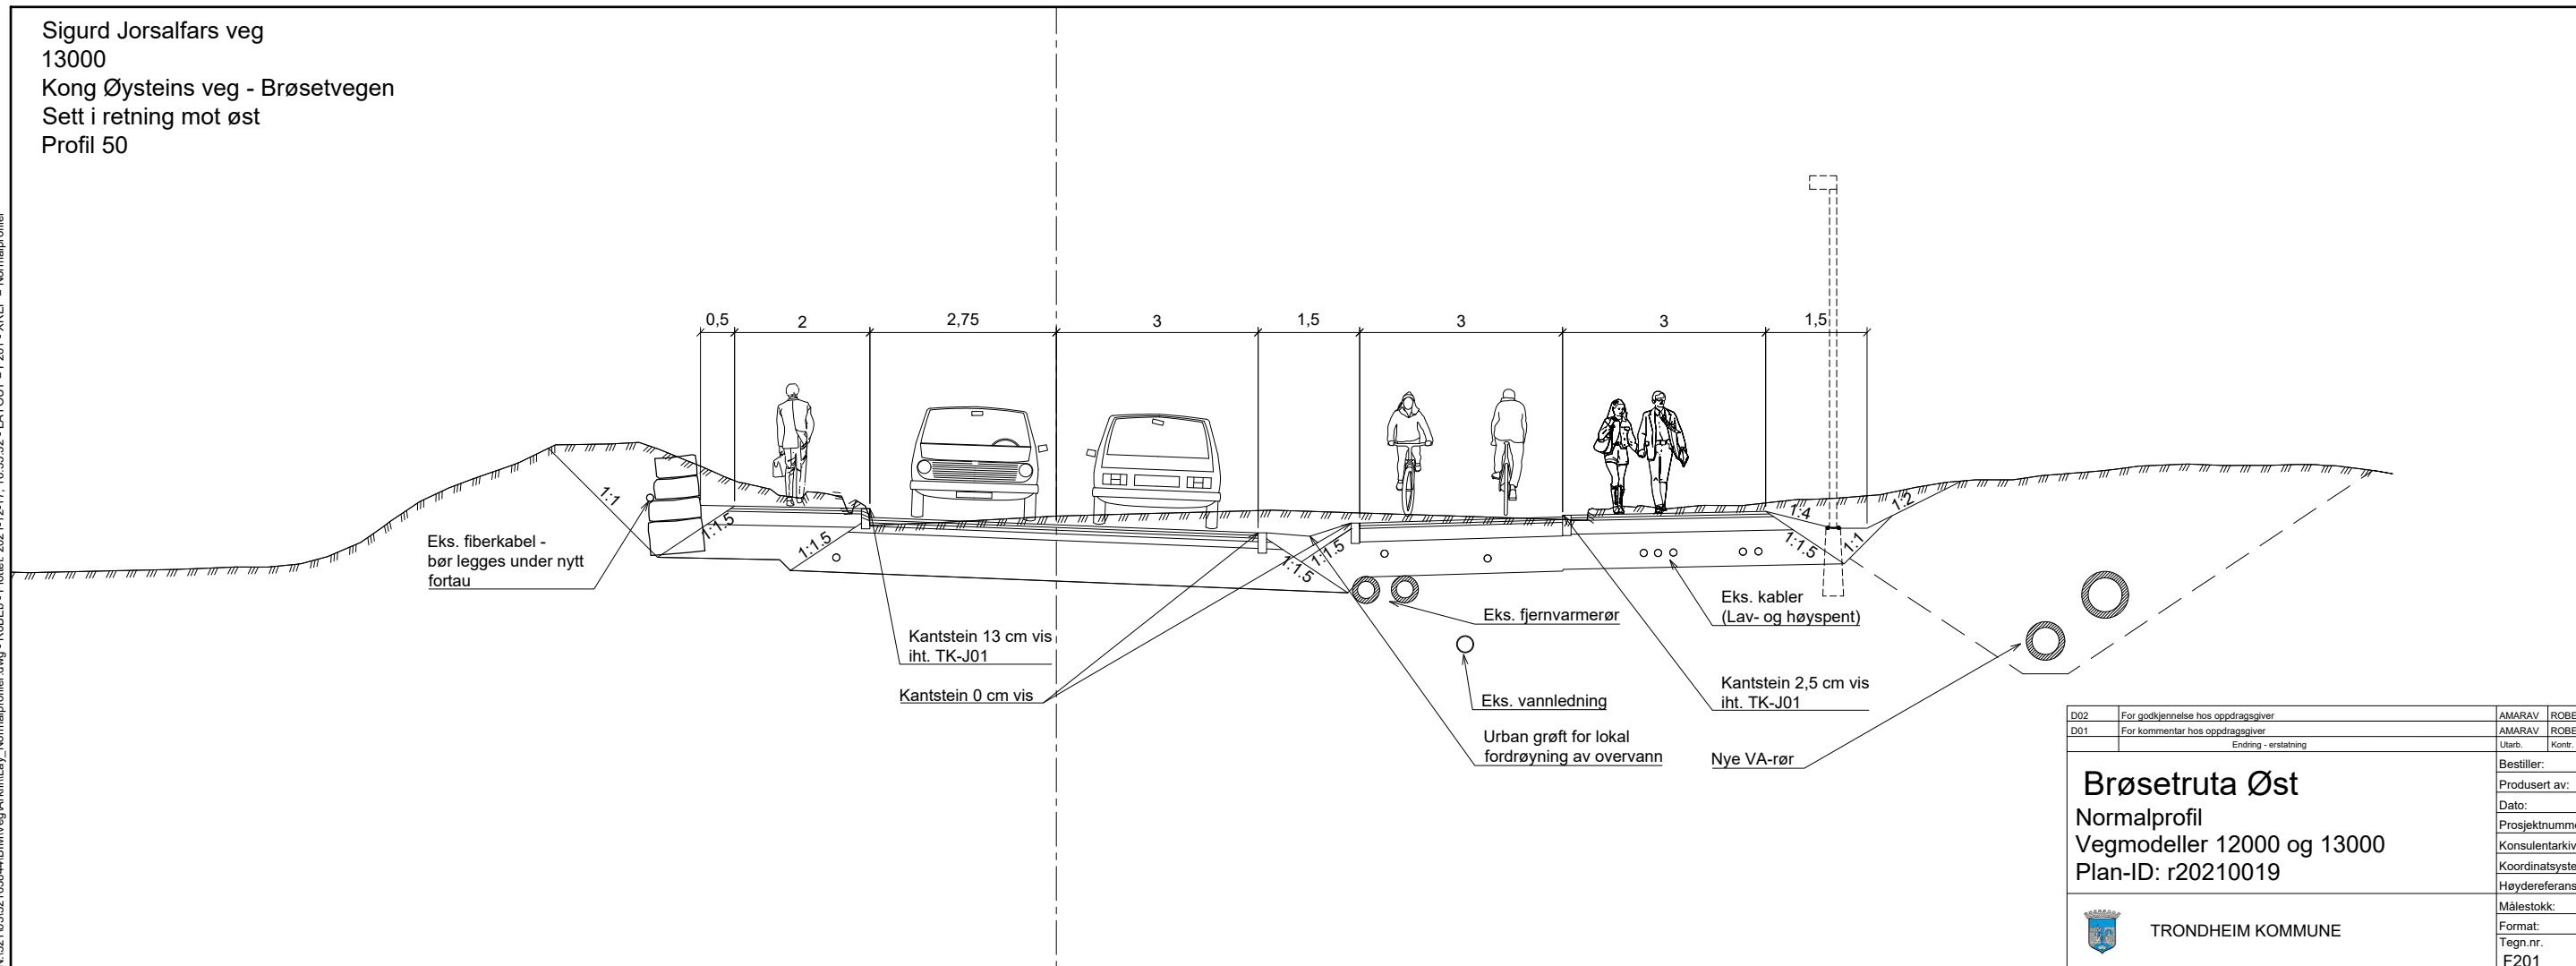 Sigurd Jorsalfars veg
13000
Kong Øysteins veg - Brøsetvegen
Sett i retning mot øst
Profil 50
0,5
2
2,75
3
1,5
3
3
1,5
1:1
1:1.5
1:1.5
1:1.5
1:1.5
1:4
1:2
1:1.5
1:1
Eks. fiberkabel -
bør legges under nytt
fortau
Kantstein 13 cm vis
iht. TK-J01
Kantstein 0 cm vis
Eks. fjernvarmerør
Eks. vannledning
Urban grøft for lokal
fordrøyning av overvann
Eks. kabler
(Lav- og høyspent)
Kantstein 2,5 cm vis
iht. TK-J01
Nye VA-rør
D02 For godkjennelse hos oppdragsgiver AMARAV ROBE
D01 For kommentar hos oppdragsgiver AMARAV ROBE
Endring - erstatning Utarb. Kontr.
Brøsetruta Øst
Normalprofil
Vegmodeller 12000 og 13000
Plan-ID: r20210019
TRONDHEIM KOMMUNE
Bestiller:
Produsert av:
Dato:
Prosjektnumme
Konsulentarkiv
Koordinatsyste
Høydereferans
Målestokk:
Format:
Tegn.nr.
F201